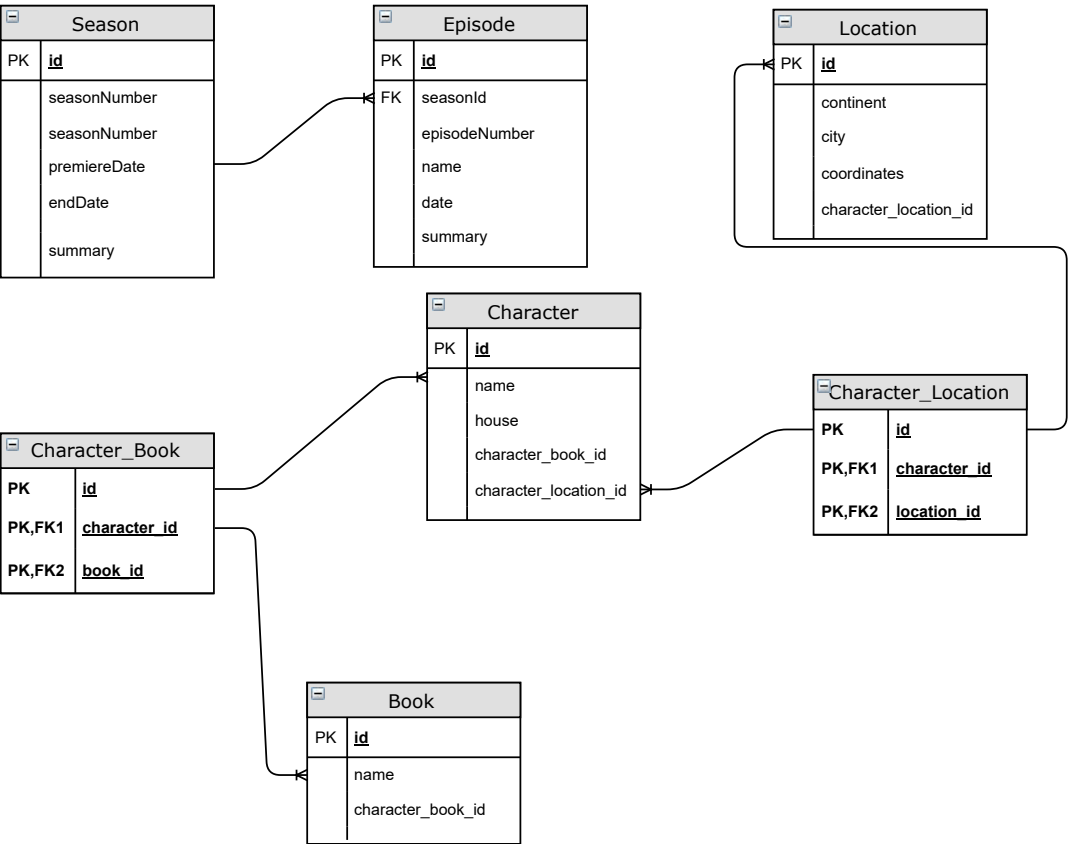 Season
PK id
seasonNumber
seasonNumber
premiereDate
endDate
summary
Episode
PK id
FK seasonId
episodeNumber
name
date
summary
Location
PK id
continent
city
coordinates
character_location_id
Character
PK id
name
house
character_book_id
character_location_id
Character_Location
PK id
PK,FK1 character_id
PK,FK2 location_id
Character_Book
PK id
PK,FK1 character_id
PK,FK2 book_id
Book
PK id
name
character_book_id